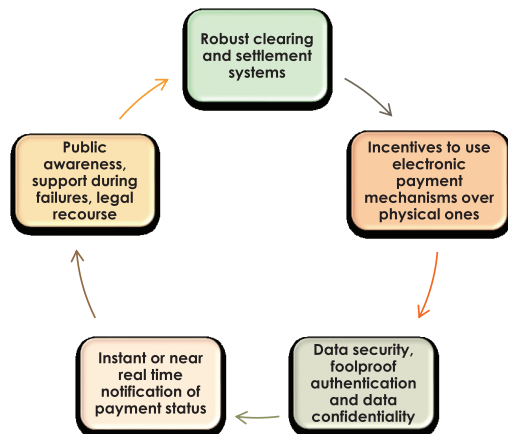 Robust clearing
and settlement
systems
Incentives to use
electronic
payment
mechanisms over
physical ones
Data security,
foolproof
authentication
and data
confidentiality
Instant or near
real time
notification of
payment status
Public
awareness,
support during
failures, legal
recourse